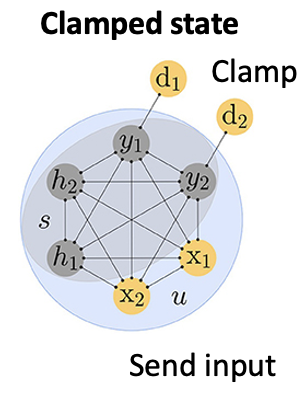 Clamped state
d₁
Clamp
d₂
y₁
h₂
y₂
s
h₁
x₁
x₂
u
Send input